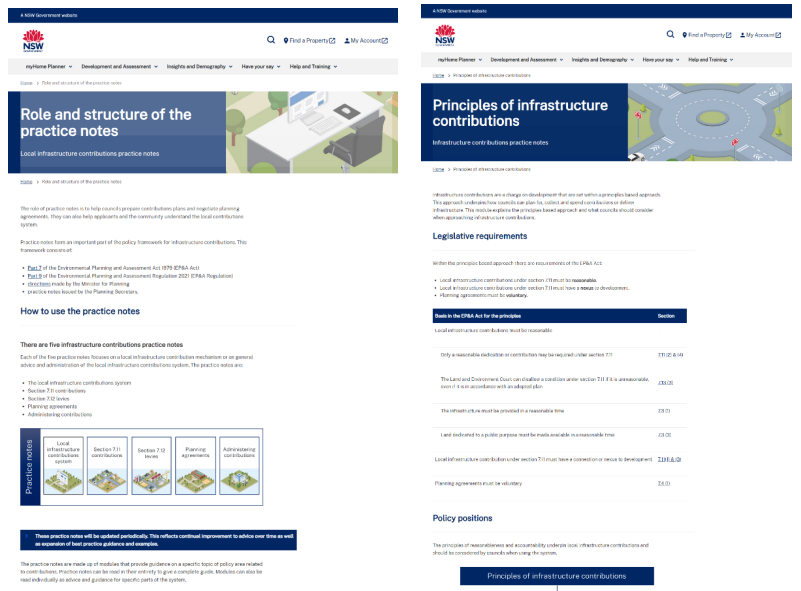 A NSW Government website
NSW
GOVERNMENT
Find a Property
My Account
myHome Planner
Development and Assessment
Insights and Demography
Have your say
Help and Training
Home > Role and structure of the practice notes
Role and structure of the
practice notes
Local infrastructure contributions practice notes
Home > Role and structure of the practice notes
The role of practice notes is to help councils prepare contributions plans and negotiate planning
agreements. They can also help applicants and the community understand the local contributions
system.
Practice notes form an important part of the policy framework for infrastructure contributions. This
framework consists of:
• Part 7 of the Environmental Planning and Assessment Act 1979 (EP&A Act)
• Part 9 of the Environmental Planning and Assessment Regulation 2021 (EP&A Regulation)
• directions made by the Minister for Planning
• practice notes issued by the Planning Secretary.
How to use the practice notes
There are five infrastructure contributions practice notes
Each of the five practice notes focuses on a local infrastructure contribution mechanism or on general
advice and administration of the local infrastructure contributions system. The practice notes are:
• The local infrastructure contributions system
• Section 7.11 contributions
• Section 7.12 levies
• Planning agreements
• Administering contributions
Practice notes
Local
infrastructure
contributions
system
Section 7.11
contributions
Section 7.12
levies
Planning
agreements
Administering
contributions
These practice notes will be updated periodically. This reflects continual improvement to advice over time as well
as expansion of best practice guidance and examples.
The practice notes are made up of modules that provide guidance on a specific topic of policy area related
to contributions. Practice notes can be read in their entirety to give a complete guide. Modules can also be
read individually as advice and guidance for specific parts of the system.
A NSW Government website
NSW
GOVERNMENT
Find a Property
My Account
myHome Planner
Development and Assessment
Insights and Demography
Have your say
Help and Training
Home > Principles of infrastructure contributions
Principles of infrastructure
contributions
Infrastructure contributions practice notes
Home > Principles of infrastructure contributions
Infrastructure contributions are a charge on development that are set within a principles based approach.
This approach underpins how councils can plan for, collect and spend contributions or deliver
infrastructure. This module explains the principles based approach and what councils should consider
when approaching infrastructure contributions.
Legislative requirements
Within the principles based approach there are requirements of the EP&A Act:
• Local infrastructure contributions under section 7.11 must be reasonable.
• Local infrastructure contributions under section 7.11 must have a nexus to development.
• Planning agreements must be voluntary.
Basis in the EP&A Act for the principles
Section
Local infrastructure contributions must be reasonable
Only a reasonable dedication or contribution may be required under section 7.11
7.11 (2) & (4)
The Land and Environment Court can disallow a condition under section 7.11 if it is unreasonable,
even if it is in accordance with an adopted plan
7.13 (3)
The infrastructure must be provided in a reasonable time
7.3 (1)
Land dedicated to a public purpose must be made available in a reasonable time
7.3 (3)
Local infrastructure contribution under section 7.11 must have a connection or nexus to development
7.11 (1) & (3)
Planning agreements must be voluntary
7.4 (1)
Policy positions
The principles of reasonableness and accountability underpin local infrastructure contributions and
should be considered by councils when using the system.
Principles of infrastructure contributions